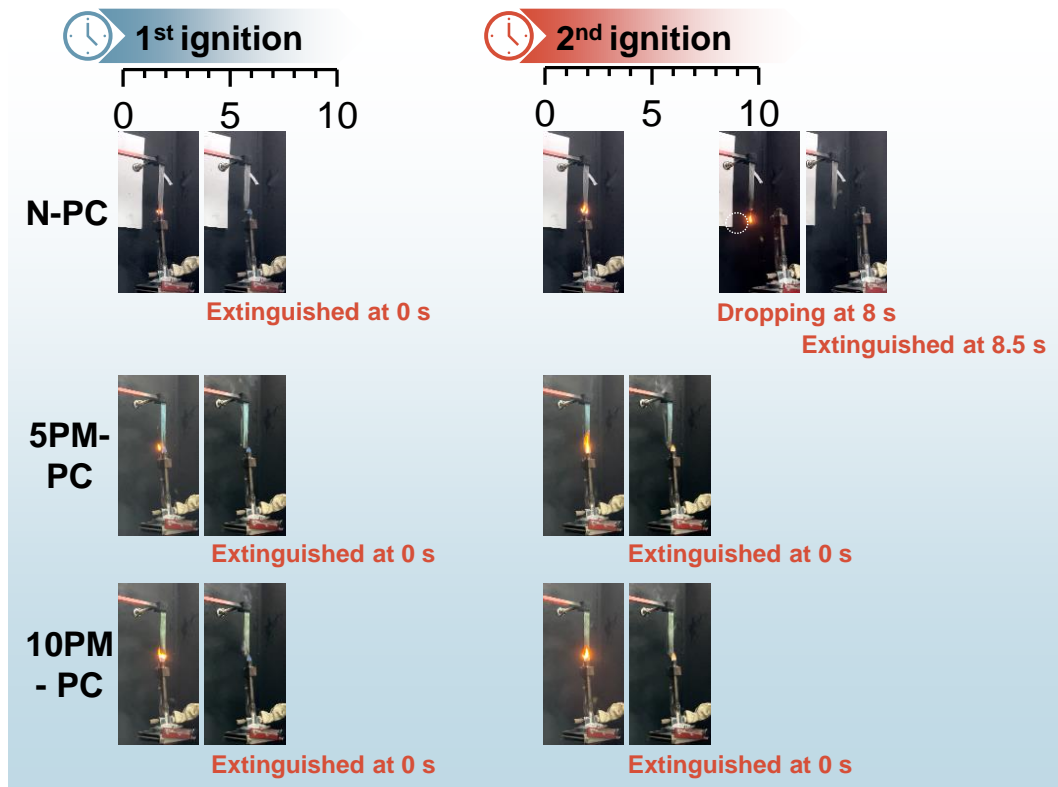 1st ignition
2nd ignition
0 5 10
0 5 10
N-PC
Extinguished at 0 s
Dropping at 8 s
Extinguished at 8.5 s
5PM-
PC
Extinguished at 0 s
Extinguished at 0 s
10PM
- PC
Extinguished at 0 s
Extinguished at 0 s